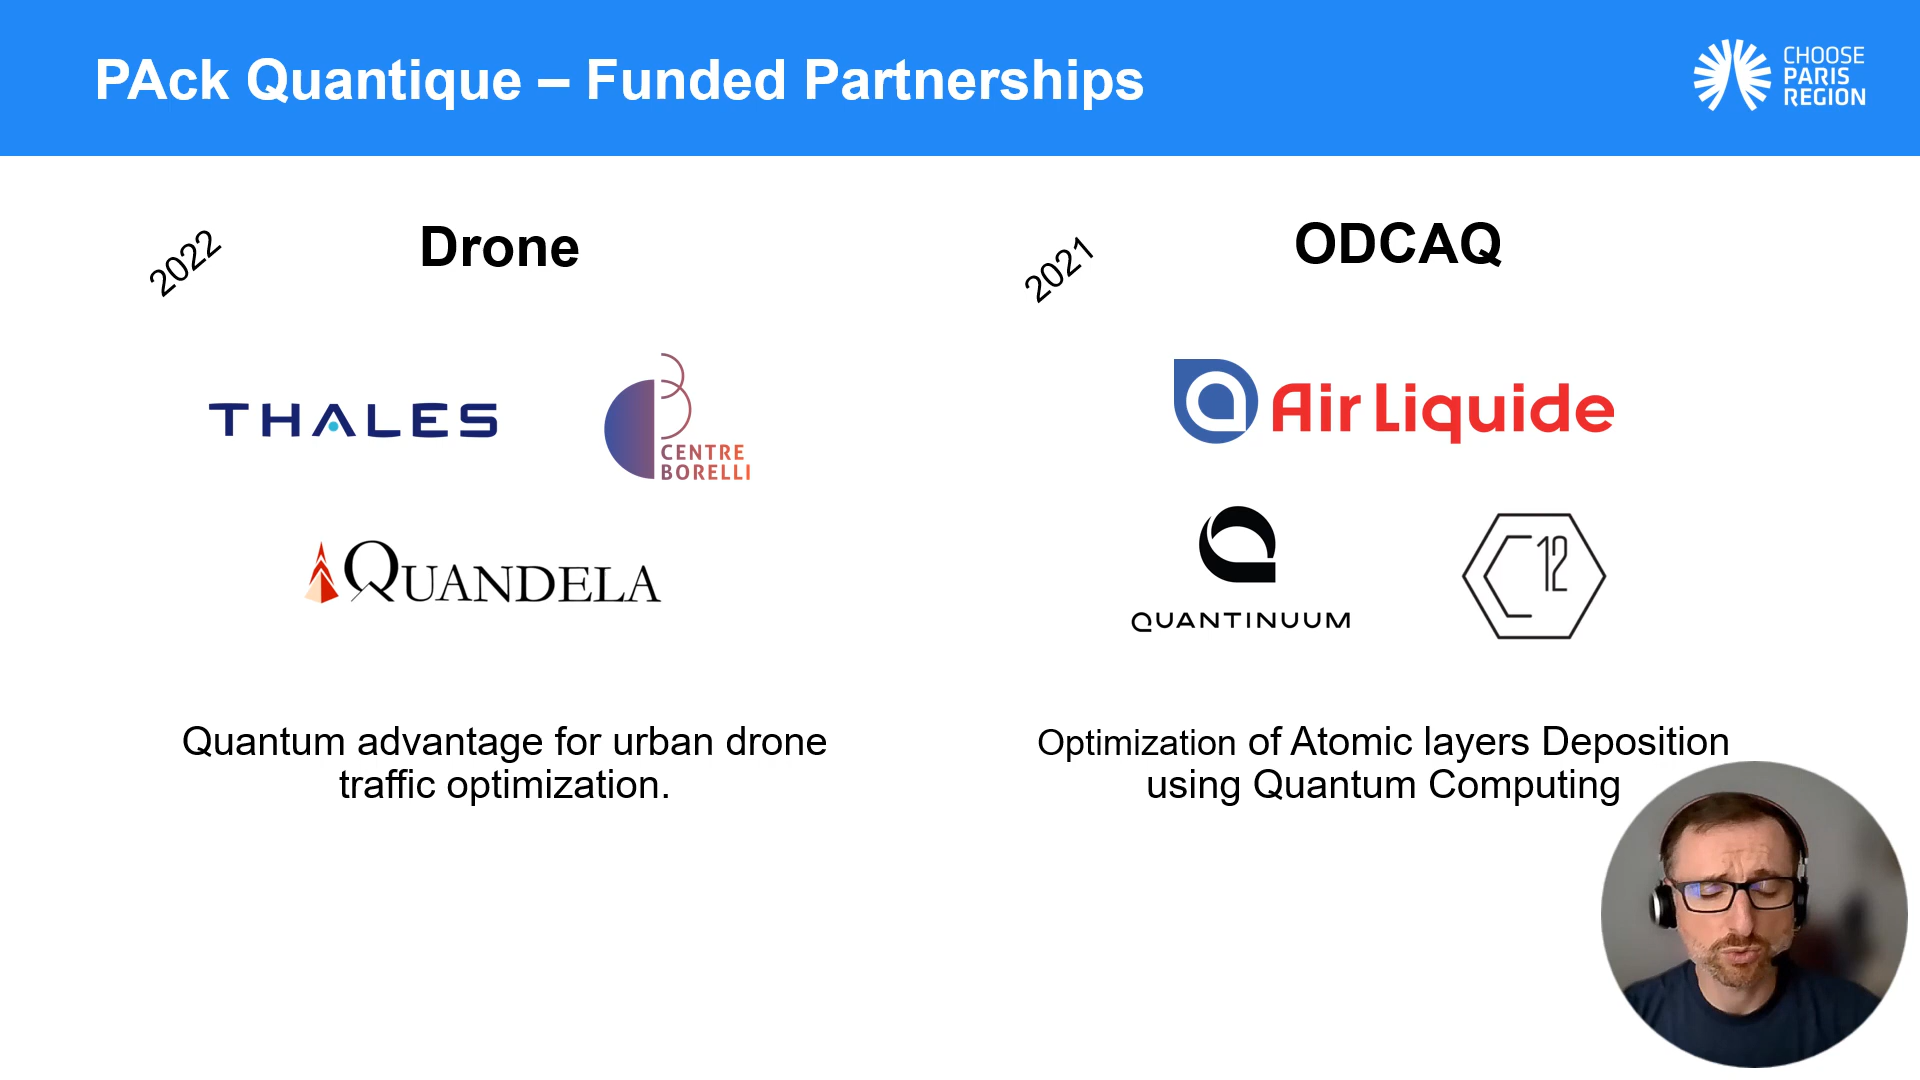 PAck Quantique – Funded Partnerships
CHOOSE
PARIS
REGION
2022
Drone
THALES
CENTRE
BORELLI
QUANDELA
Quantum advantage for urban drone
traffic optimization.
2021
ODCAQ
Air Liquide
QUANTINUUM
C12
Optimization of Atomic layers Deposition
using Quantum Computing